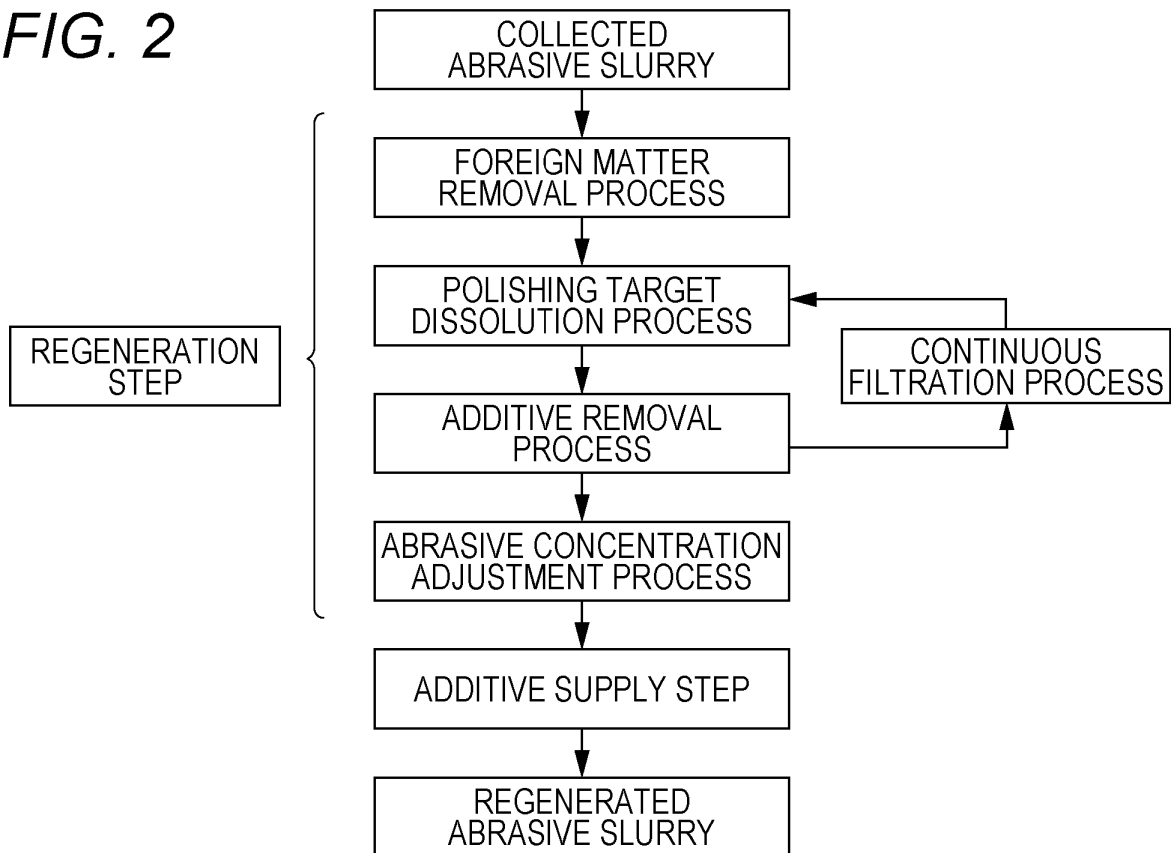 FIG. 2
COLLECTED
ABRASIVE SLURRY
FOREIGN MATTER
REMOVAL PROCESS
POLISHING TARGET
DISSOLUTION PROCESS
REGENERATION
STEP
CONTINUOUS
FILTRATION PROCESS
ADDITIVE REMOVAL
PROCESS
ABRASIVE CONCENTRATION
ADJUSTMENT PROCESS
ADDITIVE SUPPLY STEP
REGENERATED
ABRASIVE SLURRY